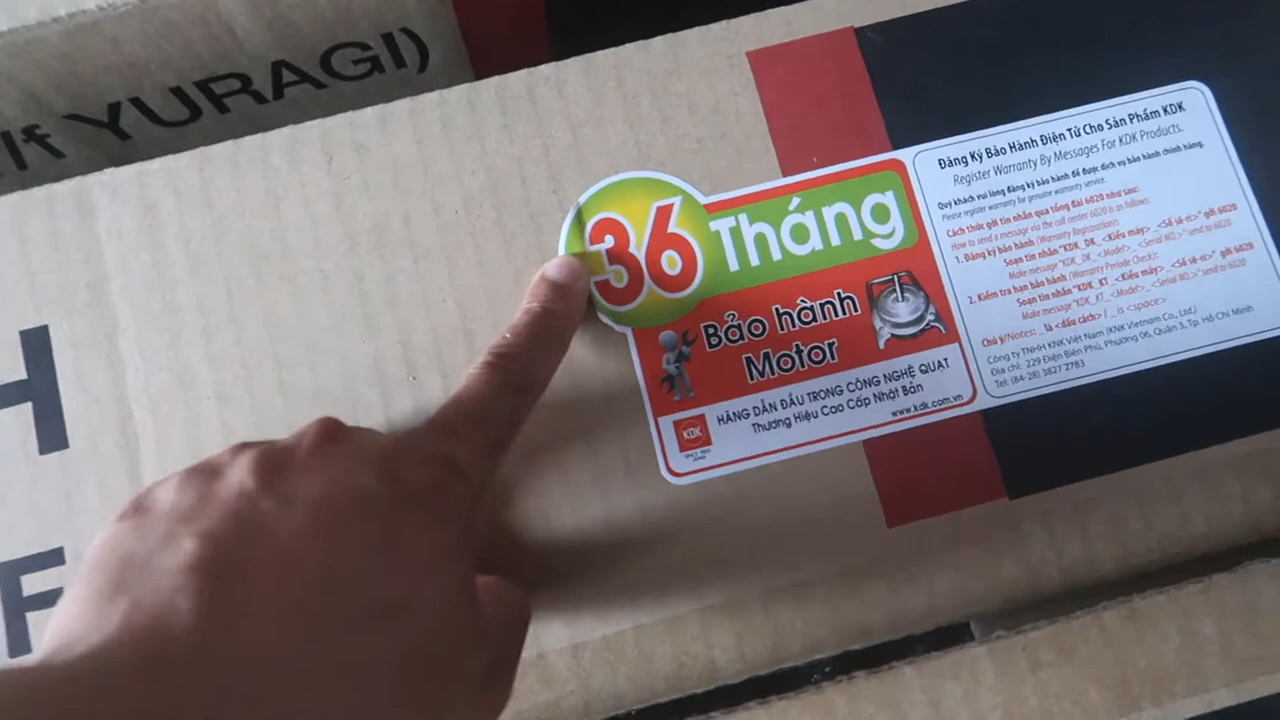 1/f YURAGI)
H
F
36 Tháng
Bảo hành
Motor
HÃNG DẪN ĐẦU TRONG CÔNG NGHỆ QUẠT
Thương Hiệu Cao Cấp Nhật Bản
www.kdk.com.vn
KDK
SINCE 1909
JAPAN
Đăng Ký Bảo Hành Điện Tử Cho Sản Phẩm KDK
Register Warranty By Messages For KDK Products.
Quý khách vui lòng đăng ký bảo hành để được dịch vụ bảo hành chính hãng.
Please register warranty for genuine warranty service.
Cách thức gửi tin nhắn qua tổng đài 6020 như sau:
How to send a message via the call center 6020 is as follows:
1. Đăng ký bảo hành (Warranty Registration):
Soạn tin nhắn "KDK_DK_<Kiểu máy>_<Số sê-ri>" gửi 6020
Make message "KDK_DK_<Model>_<Serial NO.>" send to 6020
2. Kiểm tra hạn bảo hành (Warranty Periode Check):
Soạn tin nhắn "KDK_KT_<Kiểu máy>_<Số sê-ri>" gửi 6020
Make message "KDK_KT_<Model>_<Serial NO.>" send to 6020
Chú ý/Notes: _là <dấu cách> / _ is <space>
Công ty TNHH KNK Việt Nam (KNK Vietnam Co., Ltd.)
Địa chỉ: 229 Điện Biên Phủ, Phường 06, Quận 3, Tp. Hồ Chí Minh
Tel: (84-28) 3827 2763